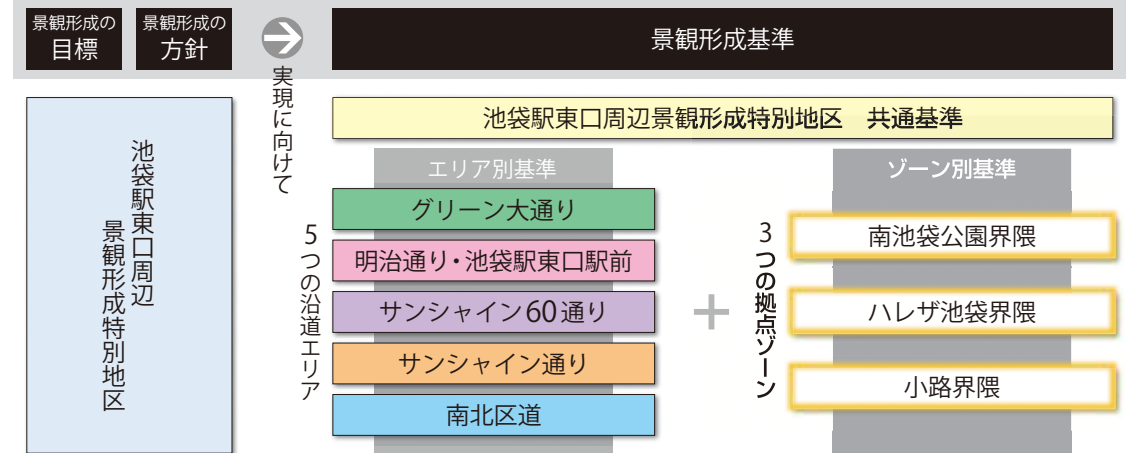 景観形成の
目標
景観形成の
方針
実現に向けて
景観形成基準
池袋駅東口周辺
景観形成特別地区
池袋駅東口周辺景観形成特別地区　共通基準
5つの沿道エリア
エリア別基準
グリーン大通り
明治通り・池袋駅東口駅前
サンシャイン60通り
サンシャイン通り
南北区道
+
3つの拠点ゾーン
ゾーン別基準
南池袋公園界隈
ハレザ池袋界隈
小路界隈